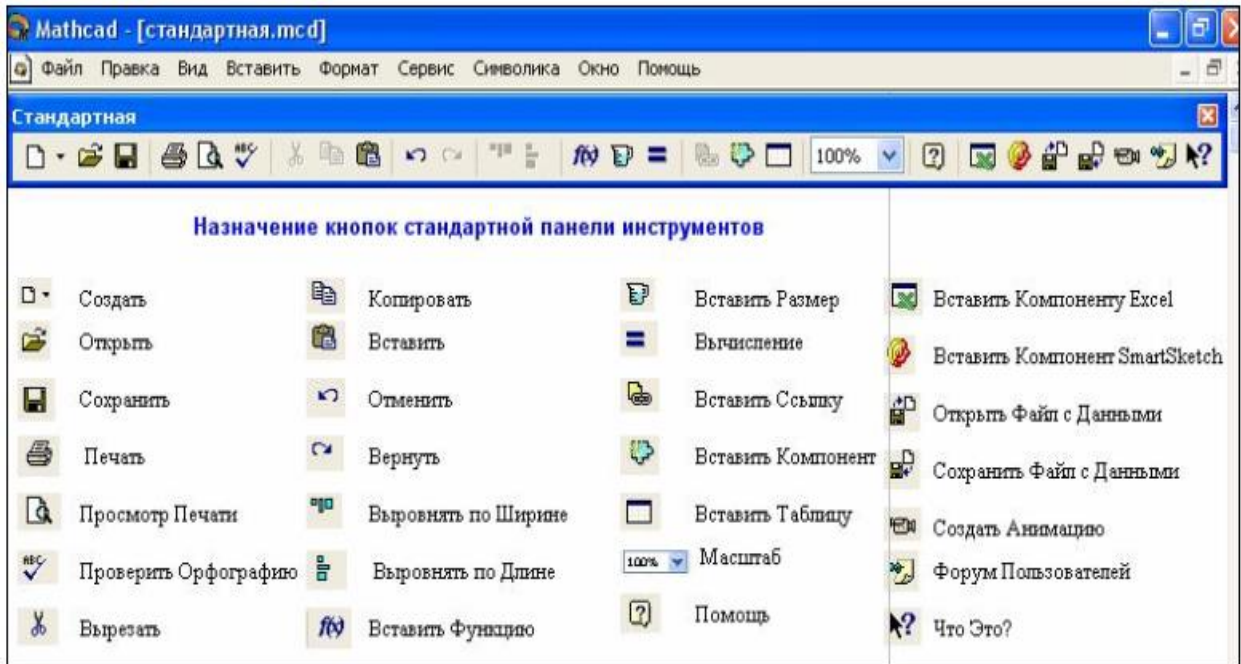 Mathcad - [стандартная.mcd]
Файл Правка Вид Вставить Формат Сервис Символика Окно Помощь
Стандартная
ABC f(x) 100%
Назначение кнопок стандартной панели инструментов
Создать
Открыть
Сохранить
Печать
Просмотр Печати
ABC Проверить Орфографию
Вырезать
Копировать
Вставить
Отменить
Вернуть
Выровнять по Ширине
Выровнять по Длине
f(x) Вставить Функцию
Вставить Размер
Вычисление
Вставить Ссылку
Вставить Компонент
Вставить Таблицу
100% Масштаб
Помощь
Вставить Компоненту Excel
Вставить Компонент SmartSketch
Открыть Файл с Данными
Сохранить Файл с Данными
Создать Анимацию
Форум Пользователей
Что Это?